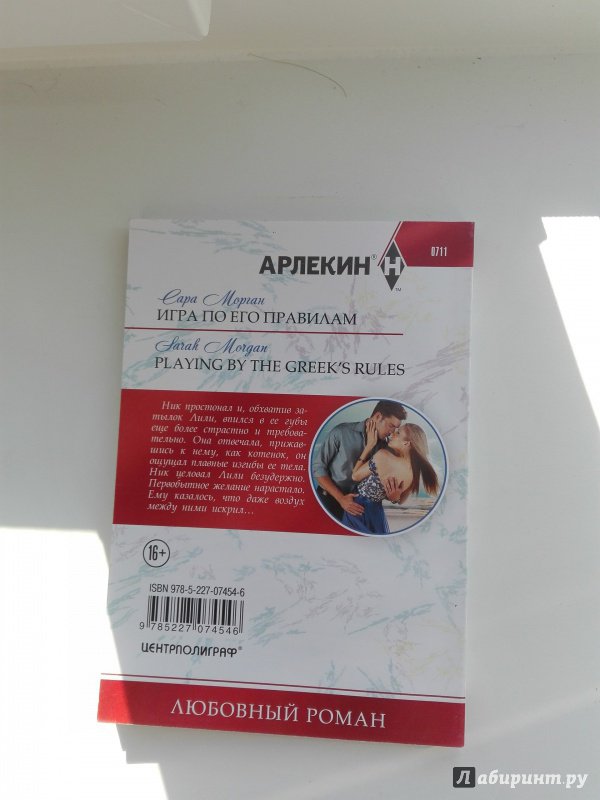 0711
АРЛЕКИН® H
™
Сара Морган
ИГРА ПО ЕГО ПРАВИЛАМ
Sarah Morgan
PLAYING BY THE GREEK'S RULES
Ник простонал и, обхватив за-
тылок Лили, впился в ее губы
еще более страстно и требова-
тельно. Она отвечала, прижав-
шись к нему, как котенок, он
ощущал плавные изгибы ее тела.
Ник целовал Лили безудержно.
Первобытное желание нарастало.
Ему казалось, что даже воздух
между ними искрил...
16+
ISBN 978-5-227-07454-6
9 785227 074546
ЦЕНТРПОЛИГРАФ®
ЛЮБОВНЫЙ РОМАН
Лабиринт.ру